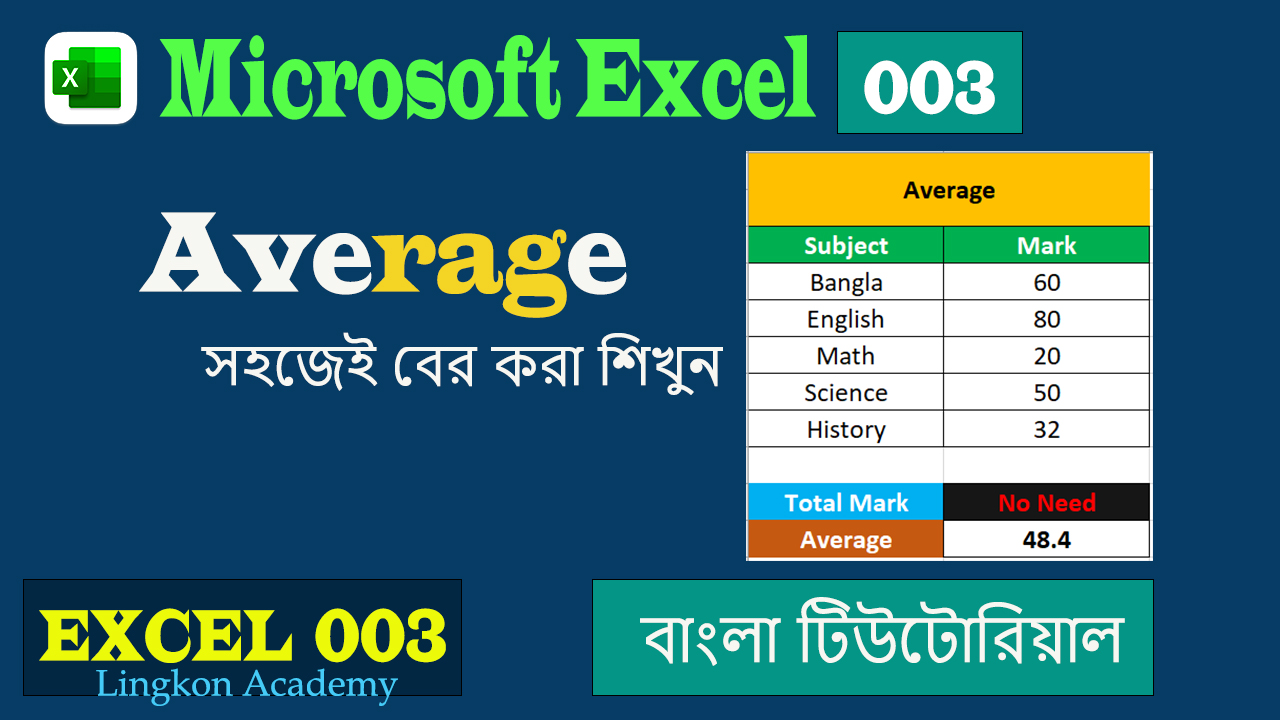 Microsoft Excel 003
Average
সহজেই বের করা শিখুন
Average
Subject Mark
Bangla 60
English 80
Math 20
Science 50
History 32
Total Mark No Need
Average 48.4
EXCEL 003
Lingkon Academy
বাংলা টিউটোরিয়াল